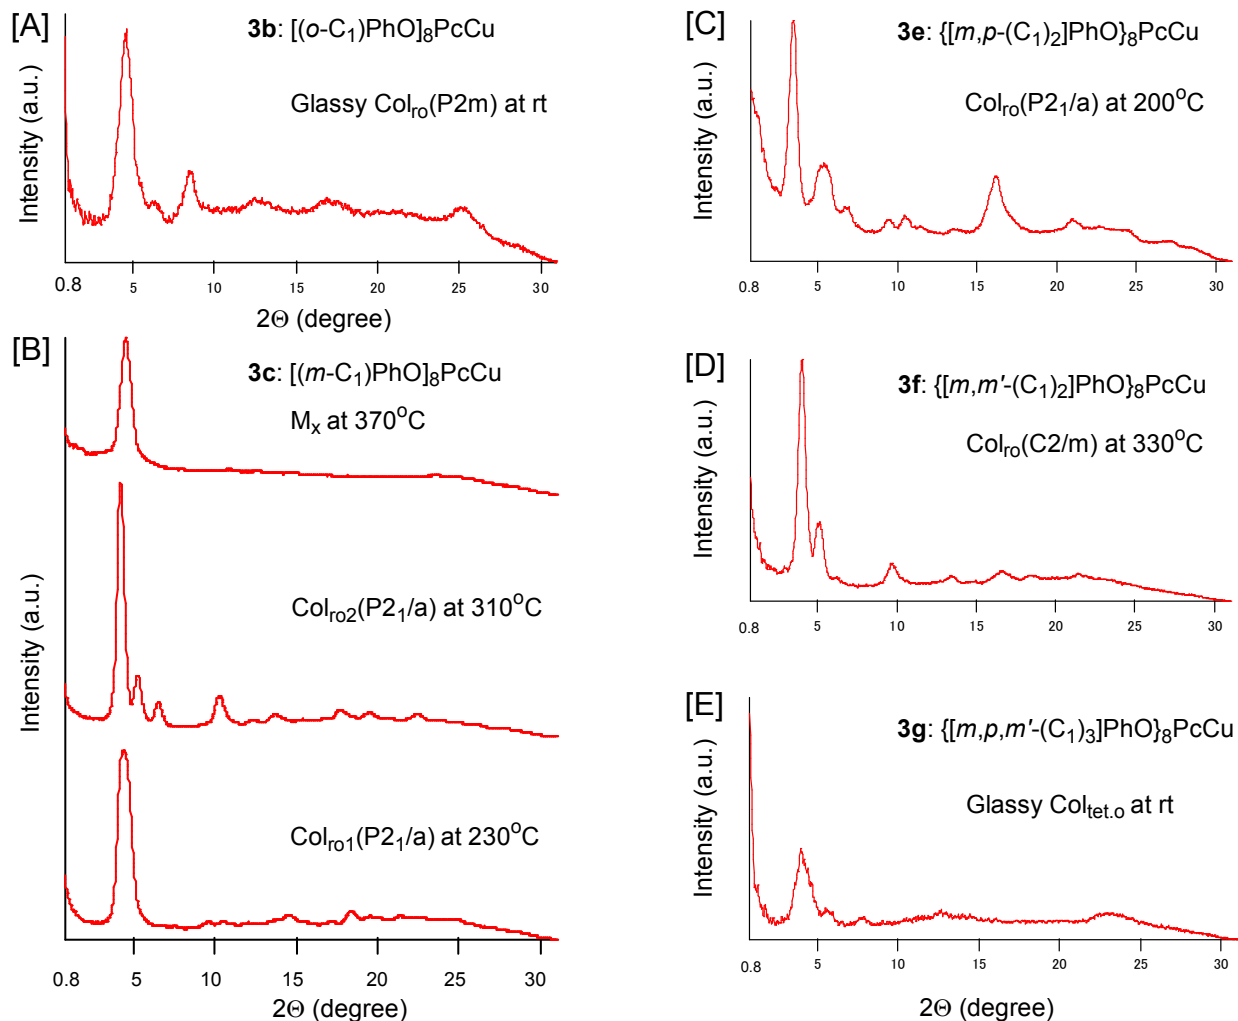 [A]
3b: [(o-C₁)PhO]₈PcCu
Glassy Colᵣₒ(P2m) at rt
Intensity (a.u.)
0.8 5 10 15 20 25 30
2Θ (degree)
[B]
3c: [(m-C₁)PhO]₈PcCu
Mₓ at 370°C
Colᵣₒ₂(P2₁/a) at 310°C
Colᵣₒ₁(P2₁/a) at 230°C
Intensity (a.u.)
0.8 5 10 15 20 25 30
2Θ (degree)
[C]
3e: {[m,p-(C₁)₂]PhO}₈PcCu
Colᵣₒ(P2₁/a) at 200°C
Intensity (a.u.)
0.8 5 10 15 20 25 30
[D]
3f: {[m,m'-(C₁)₂]PhO}₈PcCu
Colᵣₒ(C2/m) at 330°C
Intensity (a.u.)
0.8 5 10 15 20 25 30
[E]
3g: {[m,p,m'-(C₁)₃]PhO}₈PcCu
Glassy Colₜₑₜ.ₒ at rt
Intensity (a.u.)
0.8 5 10 15 20 25 30
2Θ (degree)